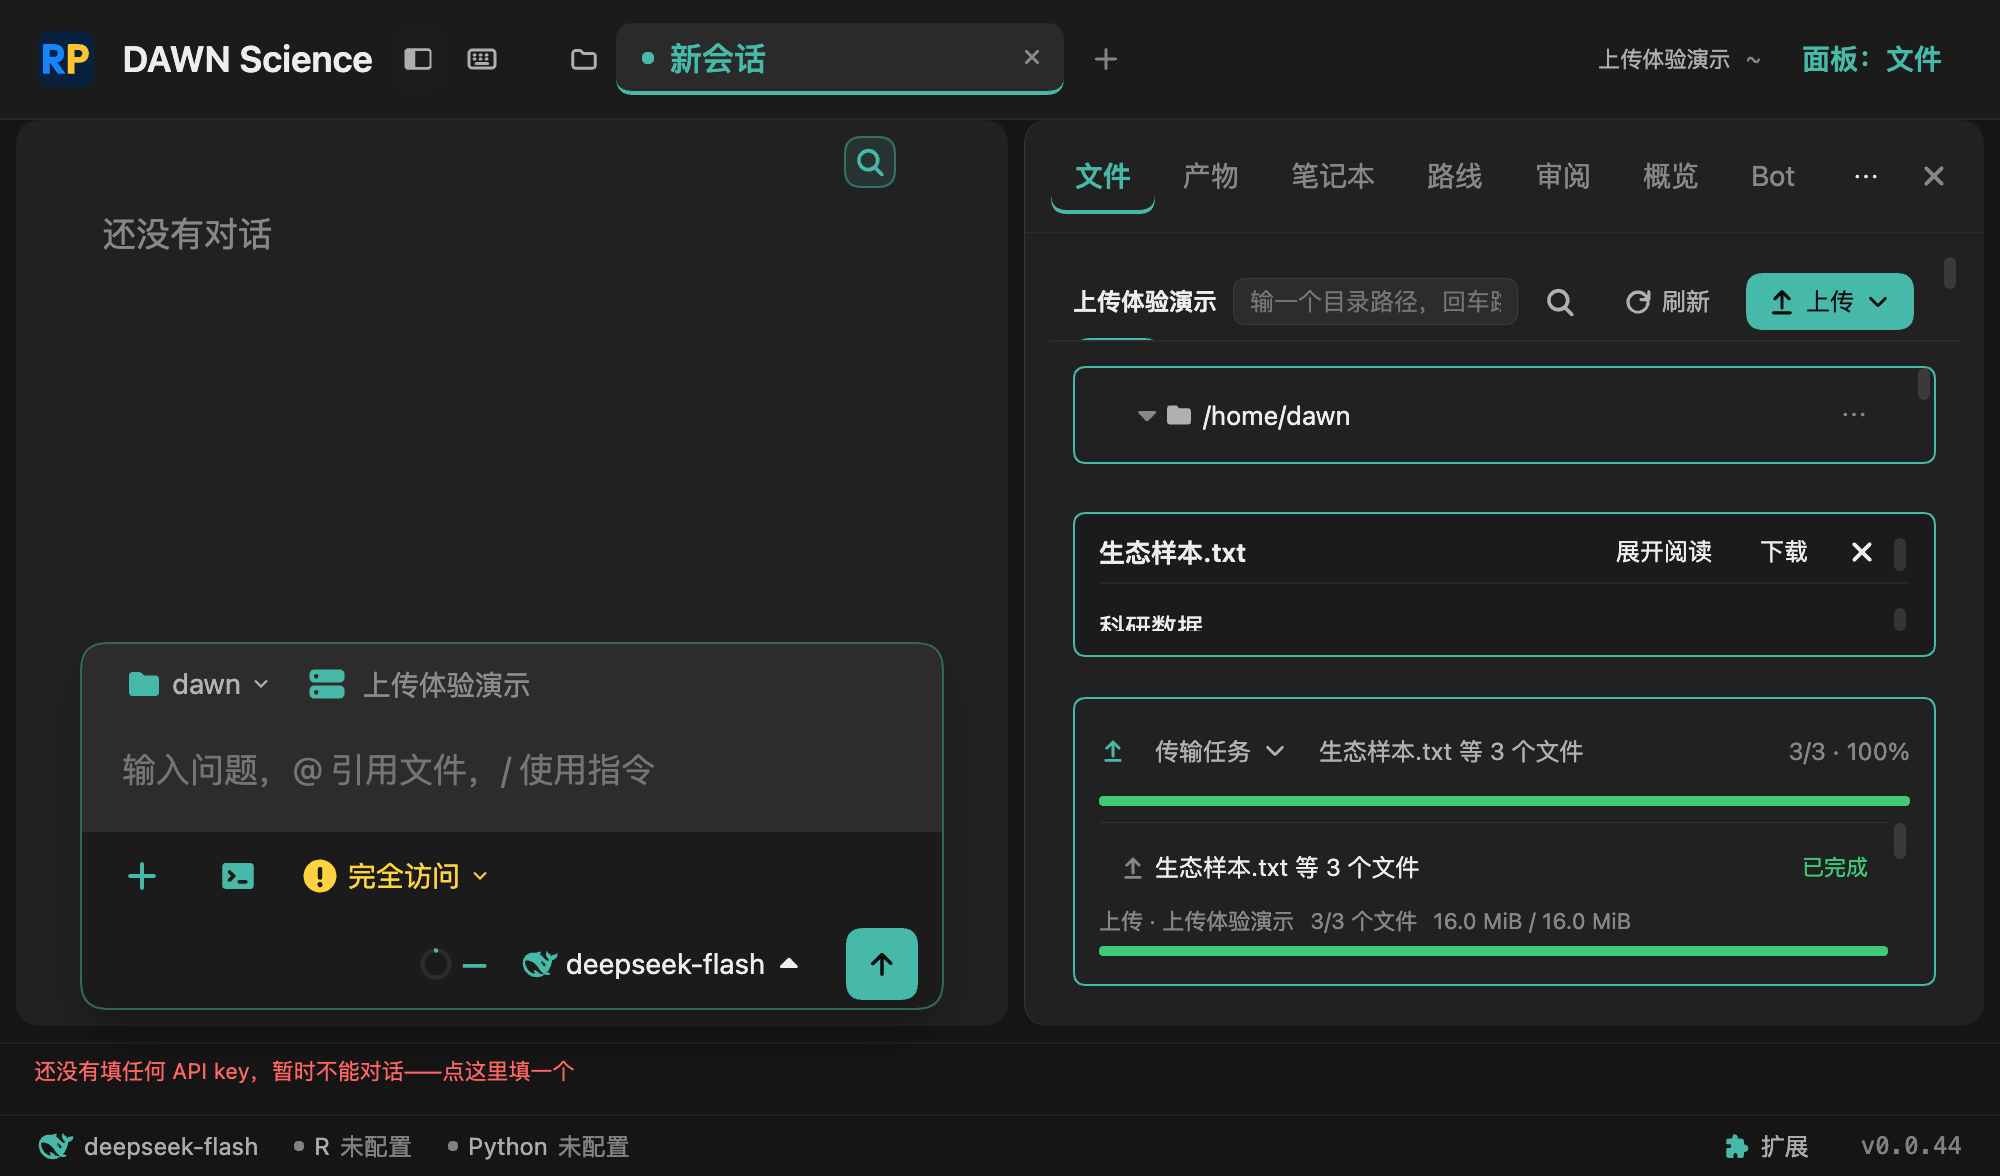 RP DAWN Science 新会话 上传体验演示 ~ 面板：文件
还没有对话
文件 产物 笔记本 路线 审阅 概览 Bot ...
上传体验演示 输一个目录路径，回车 刷新 上传
/home/dawn ...
生态样本.txt 展开阅读 下载
科研数据
dawn 上传体验演示
输入问题，@ 引用文件，/ 使用指令
完全访问
deepseek-flash
传输任务 生态样本.txt 等 3 个文件 3/3 · 100%
生态样本.txt 等 3 个文件 已完成
上传 · 上传体验演示 3/3 个文件 16.0 MiB / 16.0 MiB
还没有填任何 API key，暂时不能对话——点这里填一个
deepseek-flash R 未配置 Python 未配置 扩展 v0.0.44